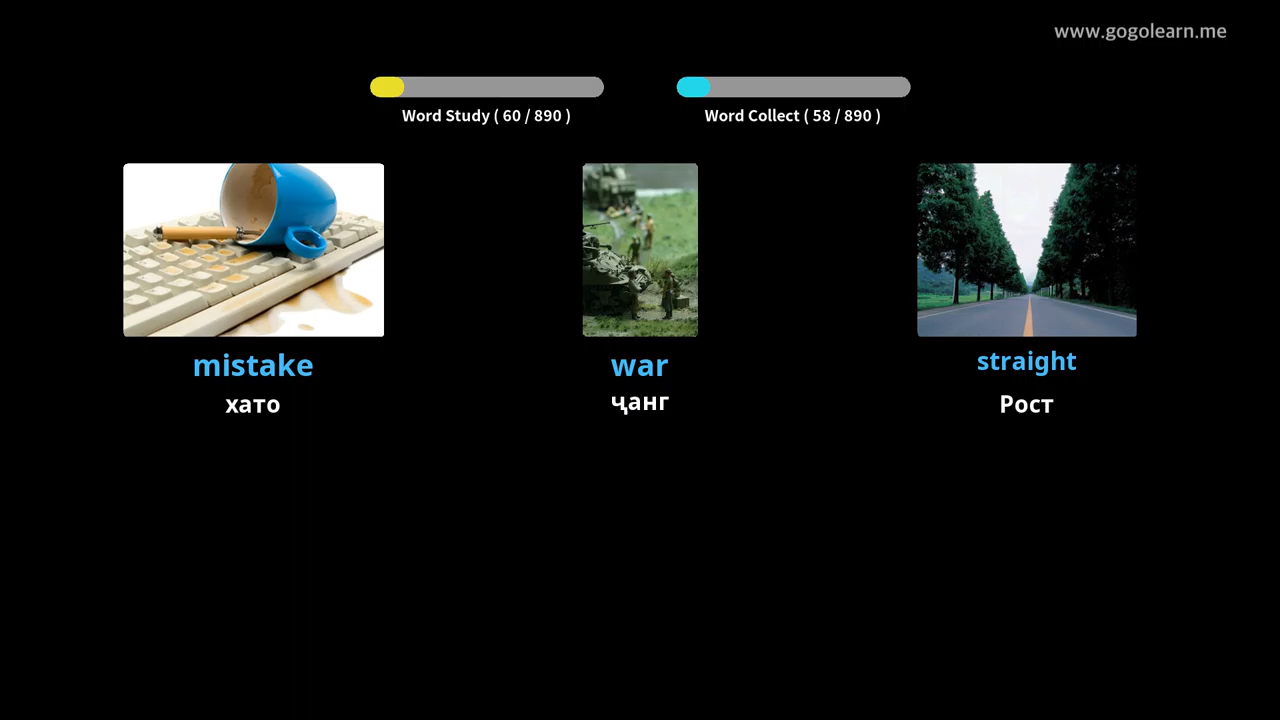 www.gogolearn.me
Word Study ( 60 / 890 )
Word Collect ( 58 / 890 )
mistake
хато
war
ҷанг
straight
Рост